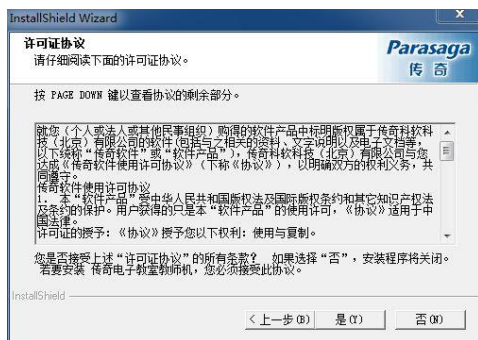 InstallShield Wizard
许可证协议
请仔细阅读下面的许可证协议。
Parasaga
传奇
按 PAGE DOWN 键以查看协议的剩余部分。
就您（个人或法人或其他民事组织）购得的软件产品中标明版权属于传奇科软科
技（北京）有限公司的软件(包括与之相关的资料、文字说明以及电子文档等，
以下统称“传奇软件”或“软件产品”)，传奇科软科技（北京）有限公司与您
达成《传奇软件使用许可协议》（下称《协议》），以明确双方的权利义务，共
同遵守。
传奇软件使用许可协议
1. 本“软件产品”受中华人民共和国版权法及国际版权条约和其它知识产权法
及条约的保护。用户获得的只是本“软件产品”的使用许可，《协议》适用于中
国法律。
许可证的授予：《协议》授予您以下权利：使用与复制。
您是否接受上述“许可证协议”的所有条款？ 如果选择“否”，安装程序将关闭。
若要安装 传奇电子教室教师机，您必须接受此协议。
InstallShield
< 上一步(B)
是(Y)
否(N)